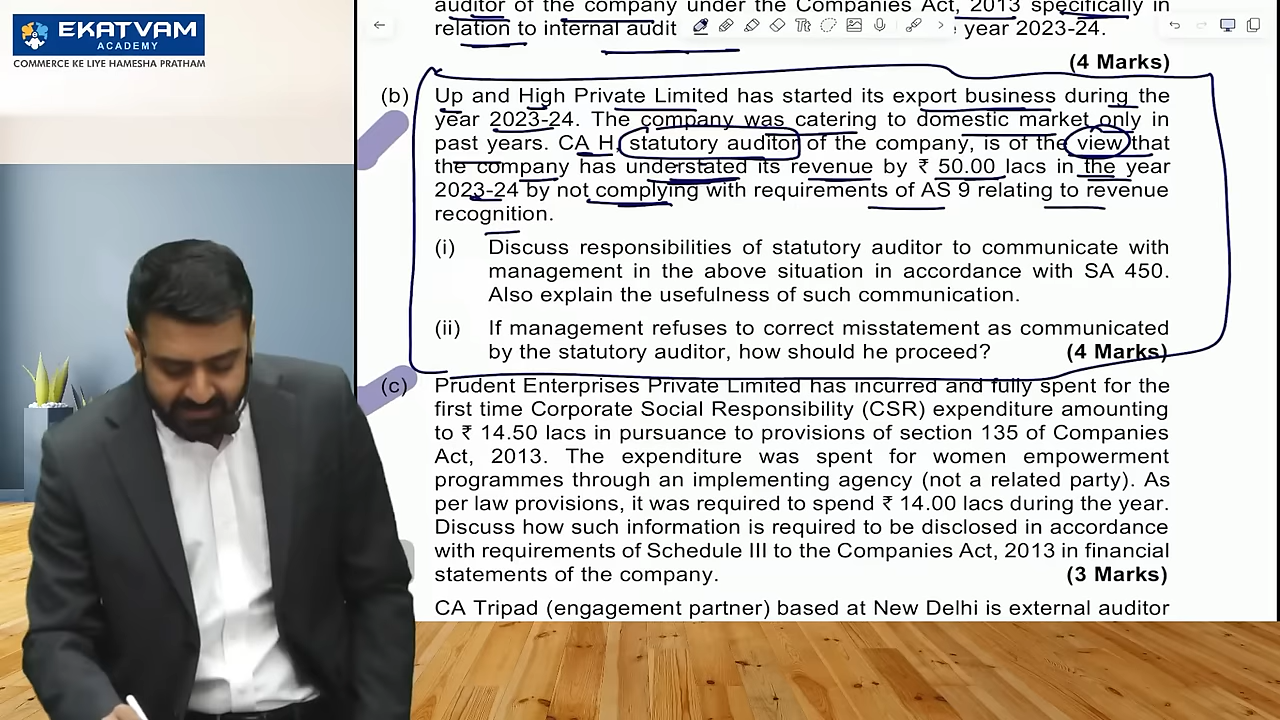 EKATVAM
ACADEMY
COMMERCE KE LIYE HAMESHA PRATHAM
auditor of the company under the Companies Act, 2013 specifically in
relation to internal audit year 2023-24.
(4 Marks)
(b) Up and High Private Limited has started its export business during the
year 2023-24. The company was catering to domestic market only in
past years. CA H, statutory auditor of the company, is of the view that
the company has understated its revenue by ₹ 50.00 lacs in the year
2023-24 by not complying with requirements of AS 9 relating to revenue
recognition.
(i) Discuss responsibilities of statutory auditor to communicate with
management in the above situation in accordance with SA 450.
Also explain the usefulness of such communication.
(ii) If management refuses to correct misstatement as communicated
by the statutory auditor, how should he proceed? (4 Marks)
(c) Prudent Enterprises Private Limited has incurred and fully spent for the
first time Corporate Social Responsibility (CSR) expenditure amounting
to ₹ 14.50 lacs in pursuance to provisions of section 135 of Companies
Act, 2013. The expenditure was spent for women empowerment
programmes through an implementing agency (not a related party). As
per law provisions, it was required to spend ₹ 14.00 lacs during the year.
Discuss how such information is required to be disclosed in accordance
with requirements of Schedule III to the Companies Act, 2013 in financial
statements of the company. (3 Marks)
CA Tripad (engagement partner) based at New Delhi is external auditor